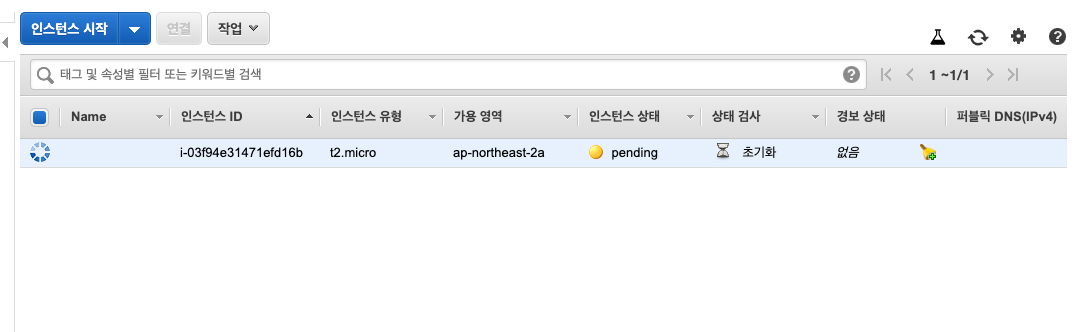 인스턴스 시작 연결 작업
태그 및 속성별 필터 또는 키워드별 검색 1 ~1/1
Name 인스턴스 ID 인스턴스 유형 가용 영역 인스턴스 상태 상태 검사 경보 상태 퍼블릭 DNS(IPv4)
i-03f94e31471efd16b t2.micro ap-northeast-2a pending 초기화 없음